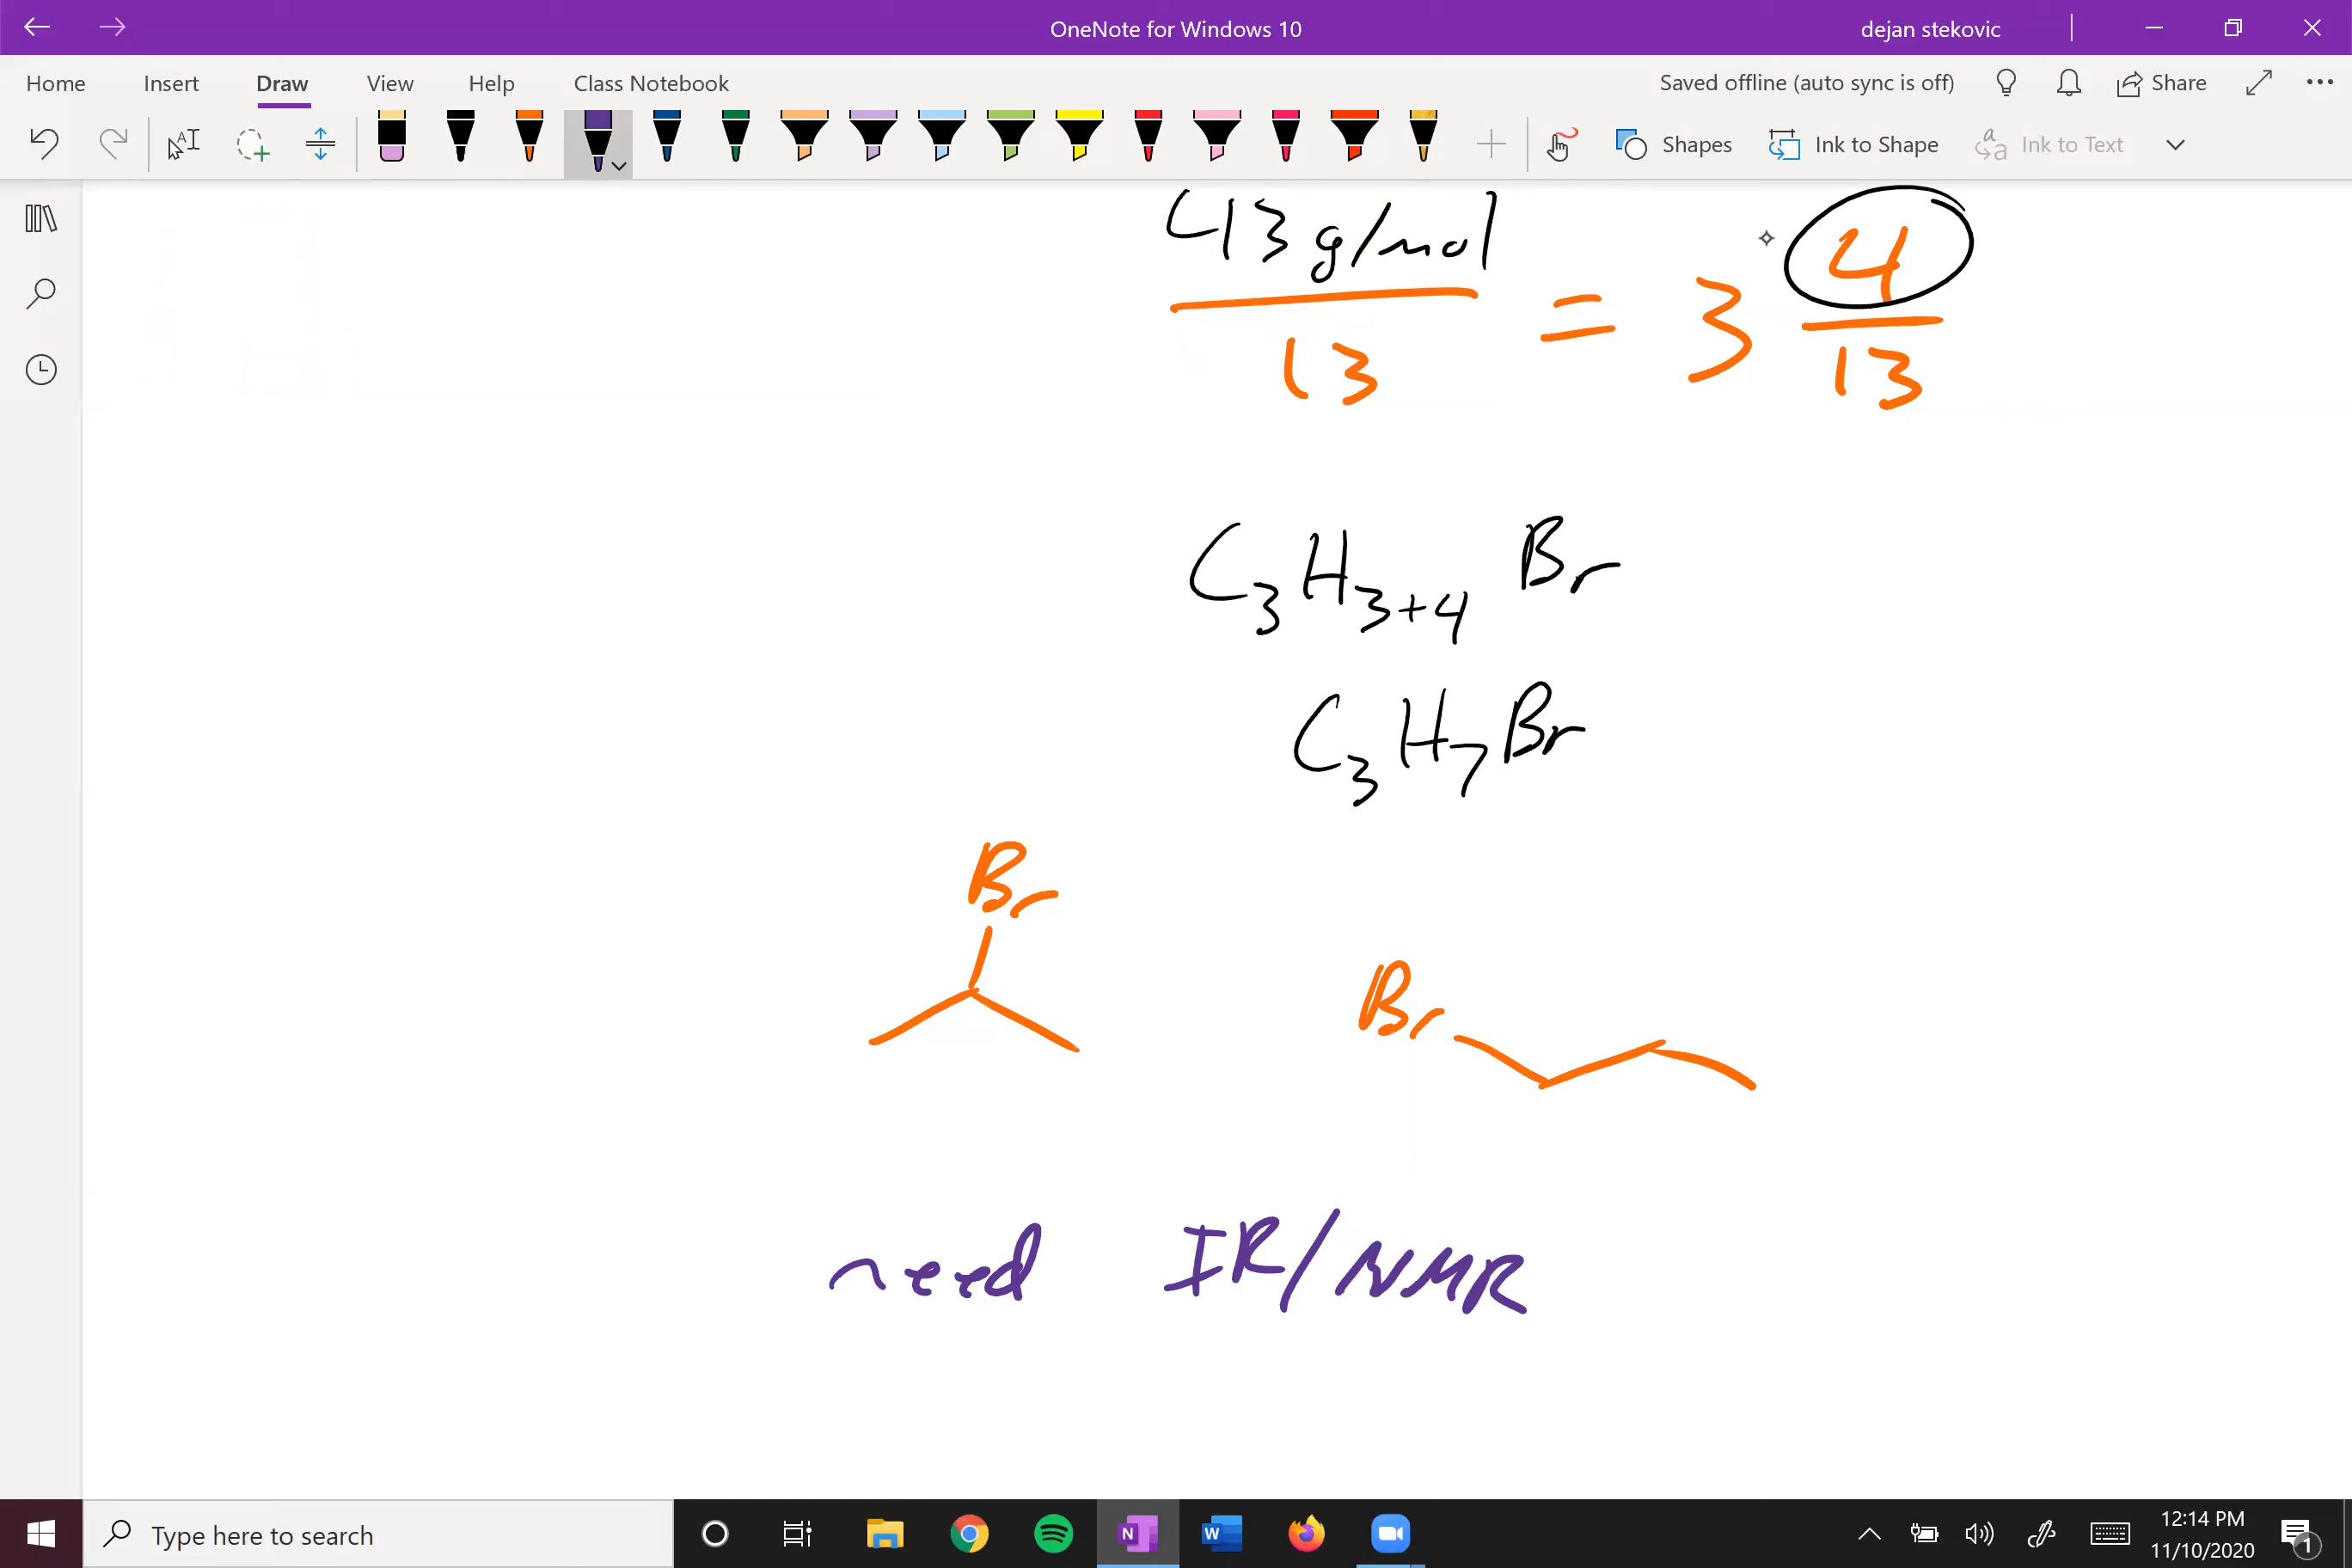 OneNote for Windows 10
dejan stekovic
Home Insert Draw View Help Class Notebook
Saved offline (auto sync is off) Share
Shapes Ink to Shape Ink to Text
43 g/mol / 13 = 3 4/13
C3H3+4 Br
C3H7Br
Br
Br
need IR/NMR
Type here to search
12:14 PM
11/10/2020
1